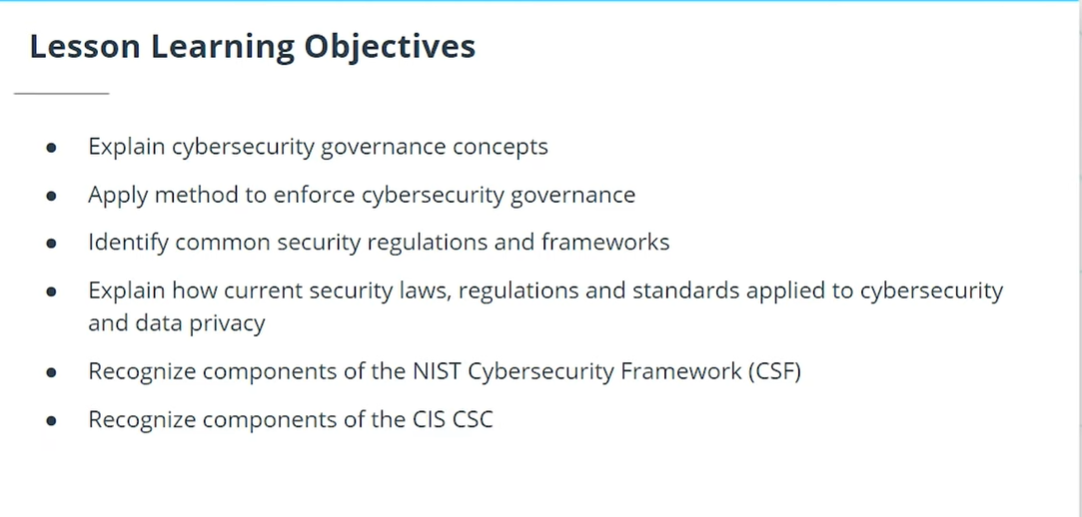 Lesson Learning Objectives
• Explain cybersecurity governance concepts
• Apply method to enforce cybersecurity governance
• Identify common security regulations and frameworks
• Explain how current security laws, regulations and standards applied to cybersecurity
and data privacy
• Recognize components of the NIST Cybersecurity Framework (CSF)
• Recognize components of the CIS CSC